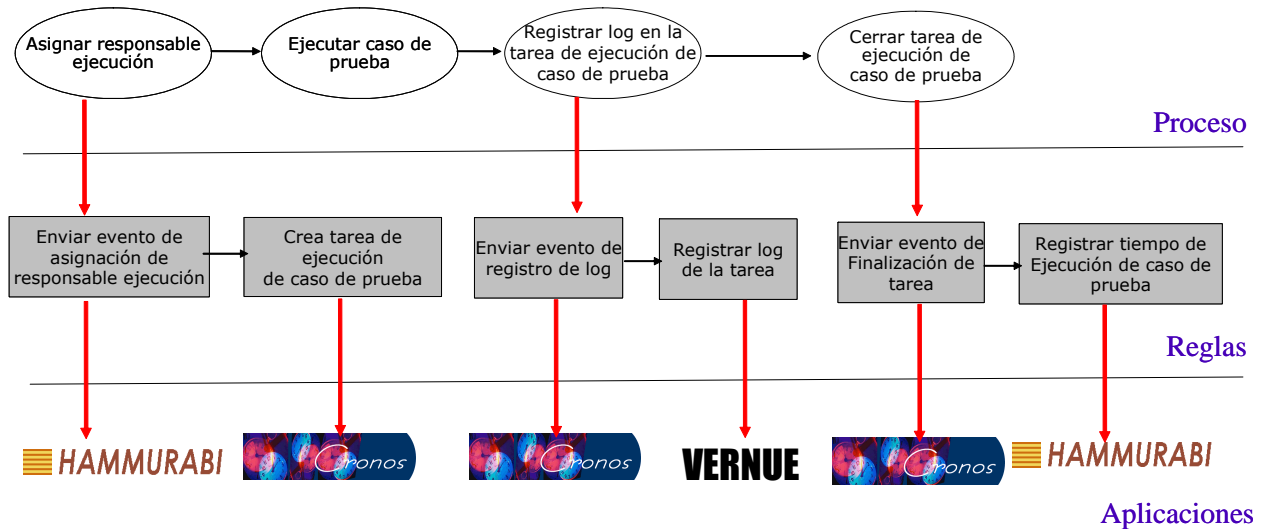 Asignar responsable
ejecución
Ejecutar caso de
prueba
Registrar log en la
tarea de ejecución de
caso de prueba
Cerrar tarea de
ejecución de
caso de prueba
Proceso
Enviar evento de
asignación de
responsable ejecución
Crea tarea de
ejecución
de caso de prueba
Enviar evento de
registro de log
Registrar log
de la tarea
Enviar evento de
Finalización de
tarea
Registrar tiempo de
Ejecución de caso de
prueba
Reglas
HAMMURABI
Cronos
Cronos
VERNUE
Cronos
HAMMURABI
Aplicaciones